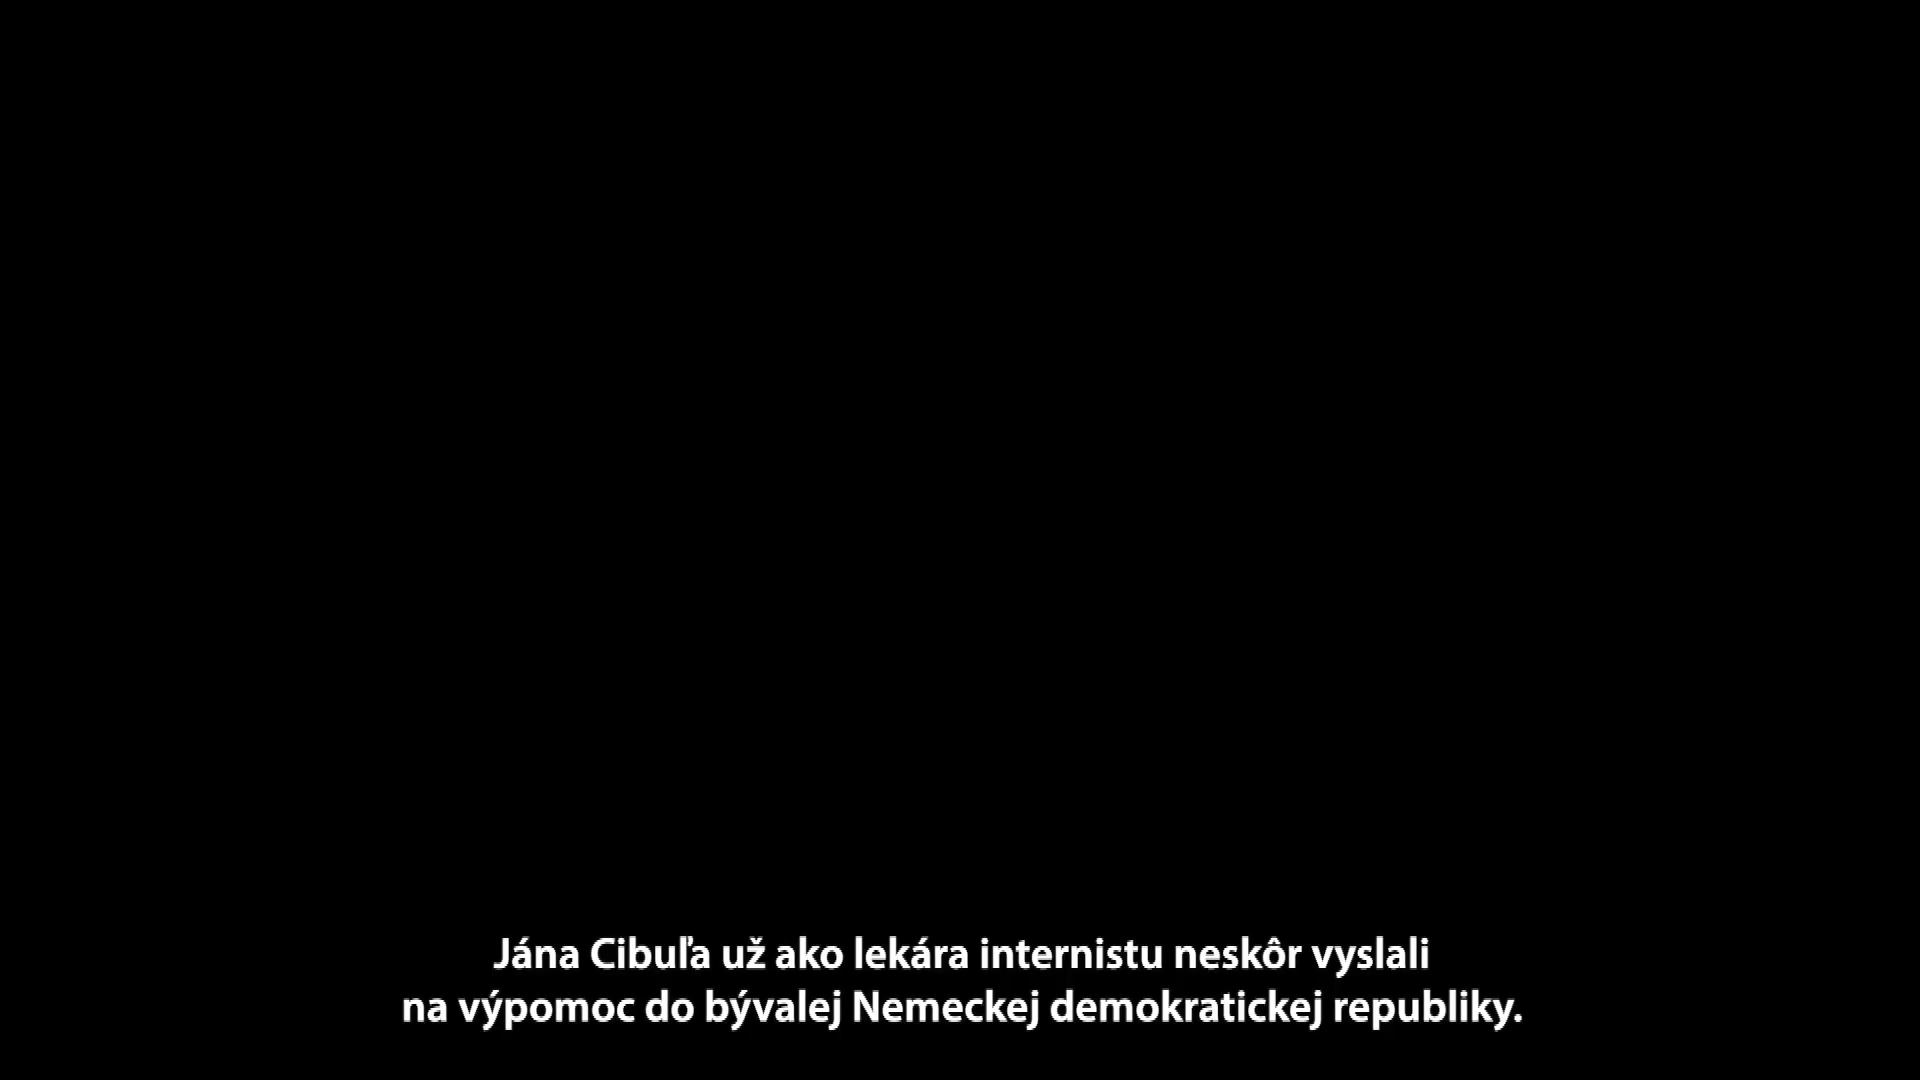 Jána Cibuľa už ako lekára internistu neskôr vyslali
na výpomoc do bývalej Nemeckej demokratickej republiky.